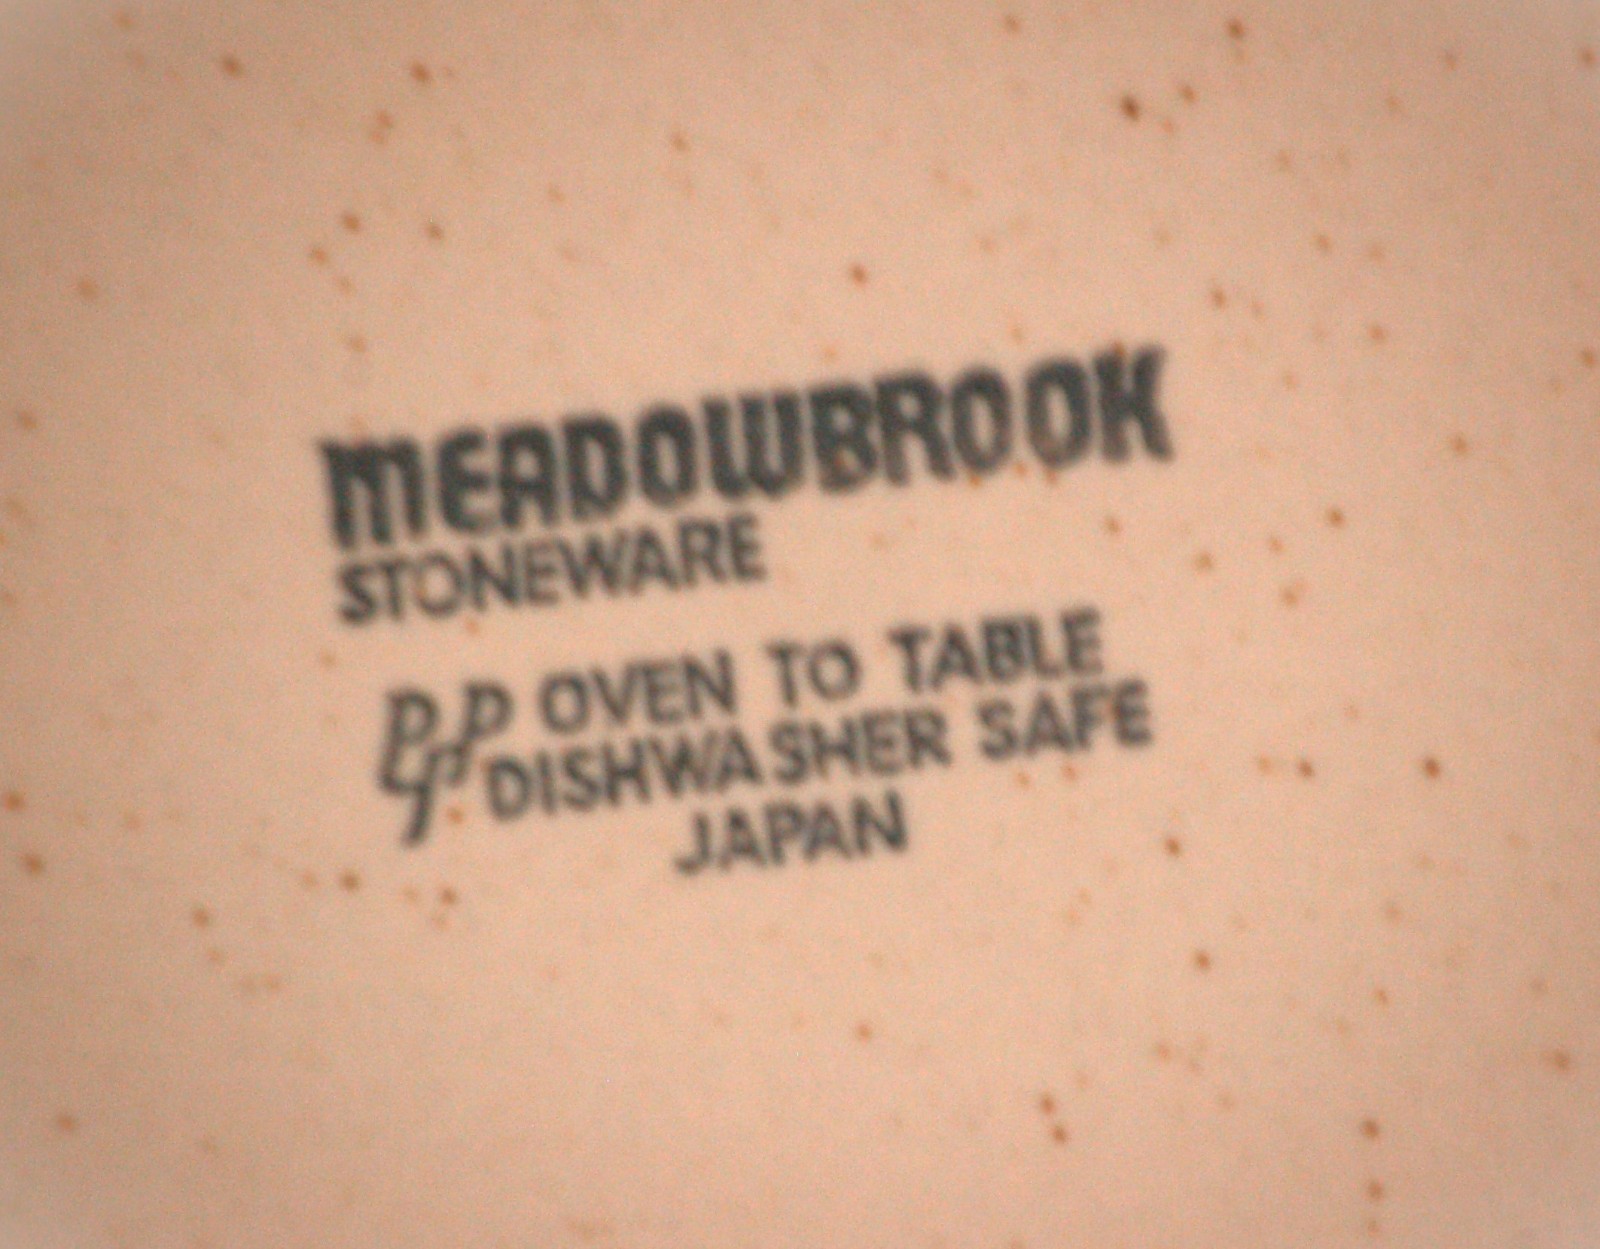 MEADOWBROOK
STONEWARE
OVEN TO TABLE
DISHWASHER SAFE
JAPAN